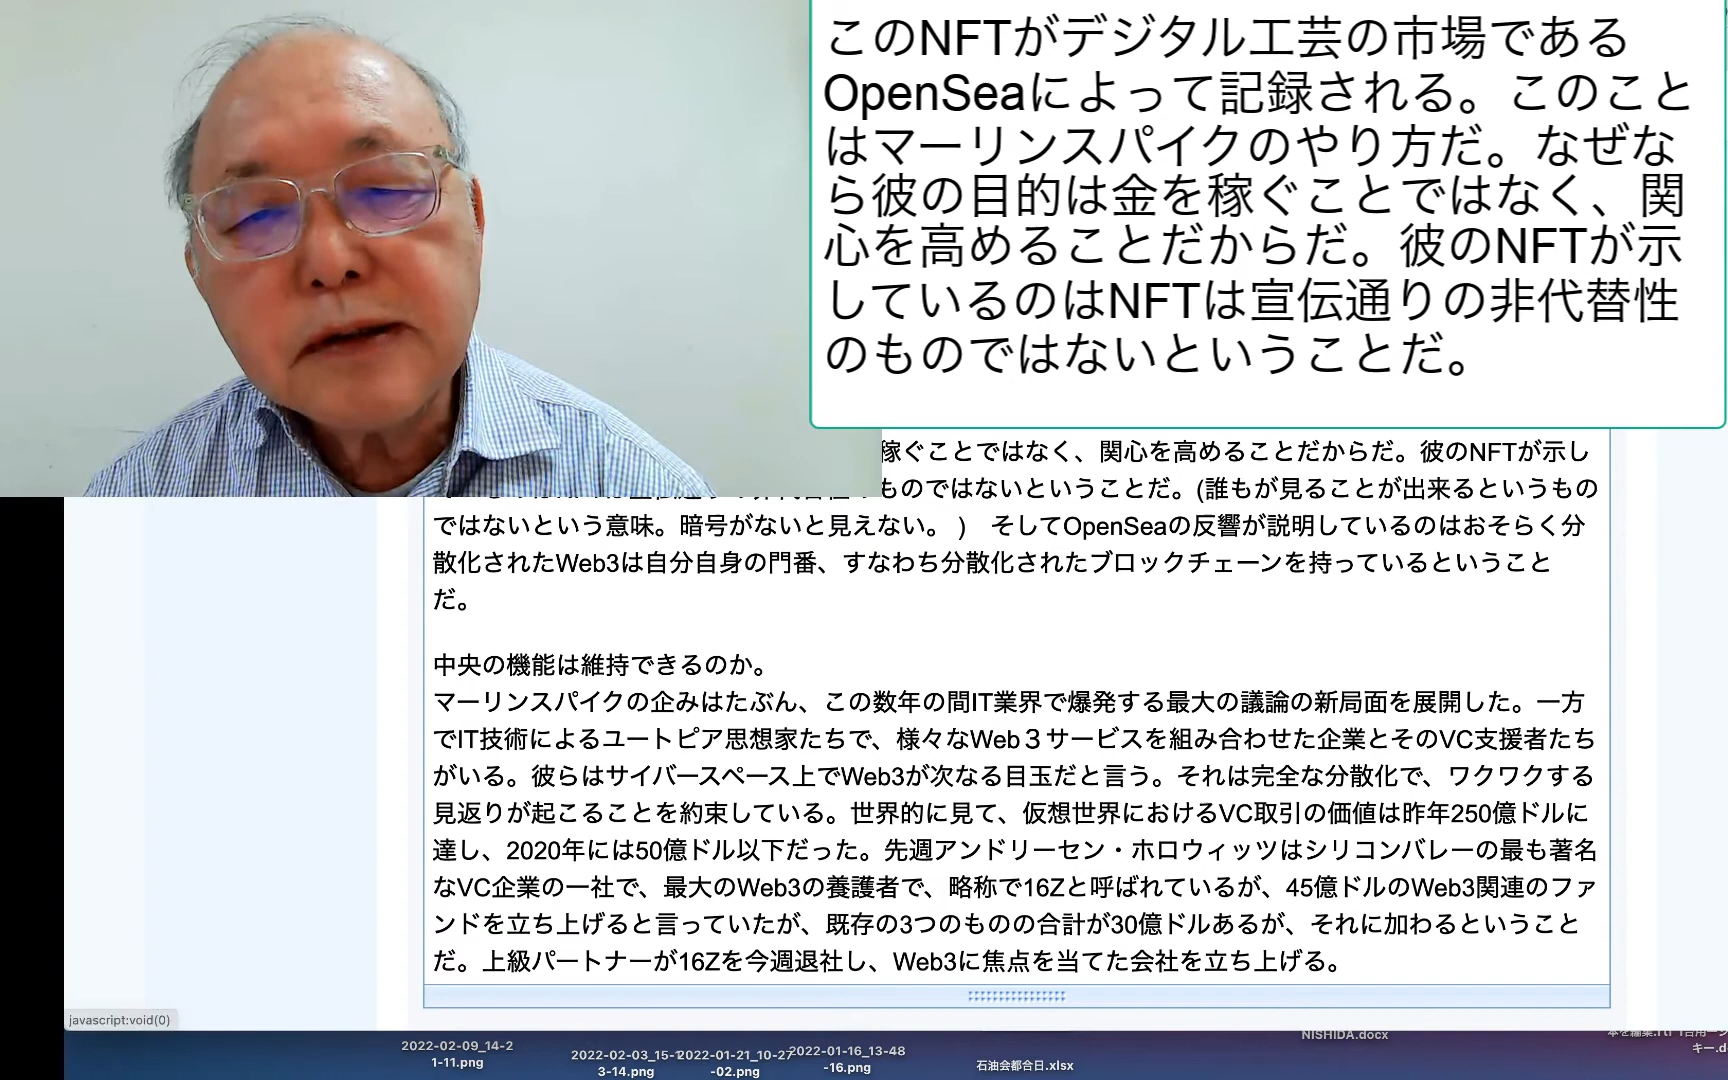 このNFTがデジタル工芸の市場である
OpenSeaによって記録される。このこと
はマーリンスパイクのやり方だ。なぜな
ら彼の目的は金を稼ぐことではなく、関
心を高めることだからだ。彼のNFTが示
しているのはNFTは宣伝通りの非代替性
のものではないということだ。
稼ぐことではなく、関心を高めることだからだ。彼のNFTが示し
ものではないということだ。(誰もが見ることが出来るというもの
ではないという意味。暗号がないと見えない。 )　そしてOpenSeaの反響が説明しているのはおそらく分
散化されたWeb3は自分自身の門番、すなわち分散化されたブロックチェーンを持っているということ
だ。
中央の機能は維持できるのか。
マーリンスパイクの企みはたぶん、この数年の間IT業界で爆発する最大の議論の新局面を展開した。一方
でIT技術によるユートピア思想家たちで、様々なWeb３サービスを組み合わせた企業とそのVC支援者たち
がいる。彼らはサイバースペース上でWeb3が次なる目玉だと言う。それは完全な分散化で、ワクワクする
見返りが起こることを約束している。世界的に見て、仮想世界におけるVC取引の価値は昨年250億ドルに
達し、2020年には50億ドル以下だった。先週アンドリーセン・ホロウィッツはシリコンバレーの最も著名
なVC企業の一社で、最大のWeb3の養護者で、略称で16Zと呼ばれているが、45億ドルのWeb3関連のファ
ンドを立ち上げると言っていたが、既存の3つのものの合計が30億ドルあるが、それに加わるということ
だ。上級パートナーが16Zを今週退社し、Web3に焦点を当てた会社を立ち上げる。
javascript:void(0)
2022-02-09_14-2
1-11.png
2022-02-03_15-1
3-14.png
2022-01-21_10-27
-02.png
2022-01-16_13-48
-16.png
石油会都合日.xlsx
NISHIDA.docx
キー.d